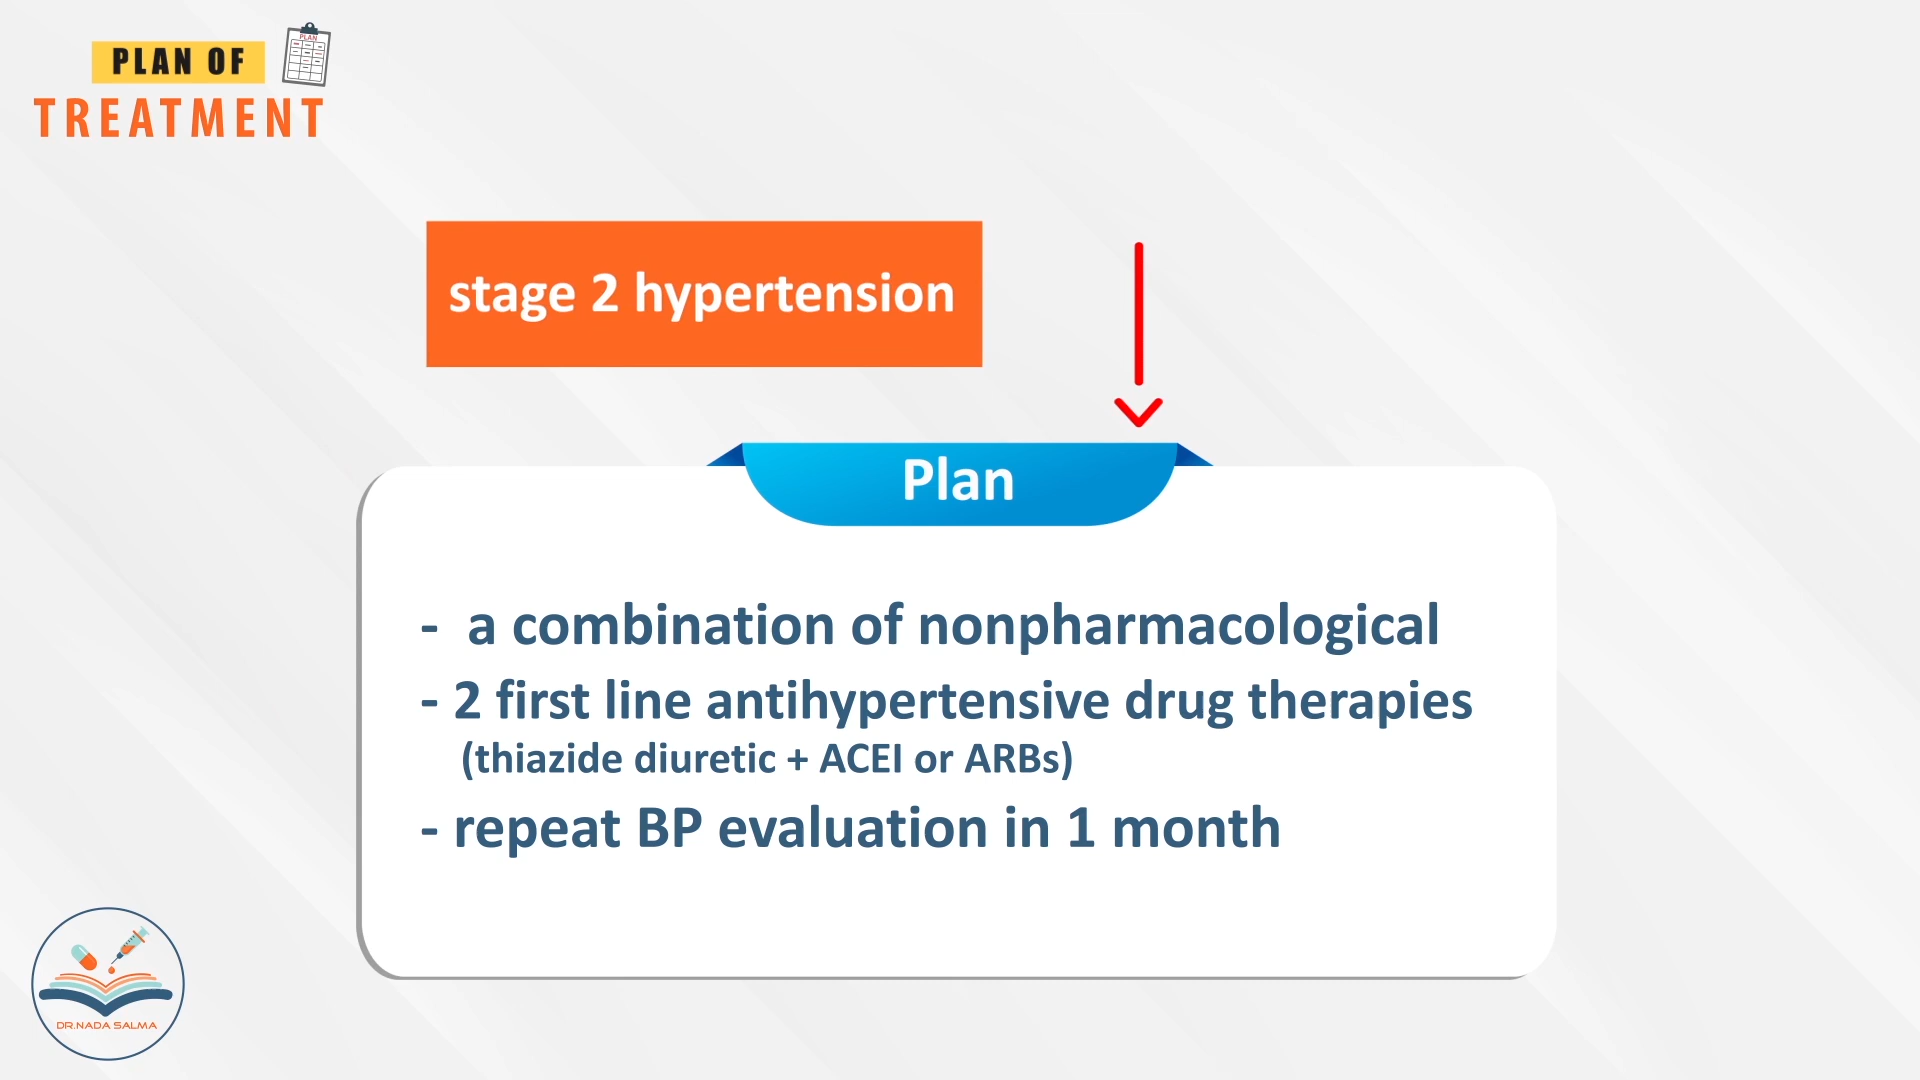 PLAN OF
PLAN
TREATMENT
stage 2 hypertension
Plan
- a combination of nonpharmacological
- 2 first line antihypertensive drug therapies
(thiazide diuretic + ACEI or ARBs)
- repeat BP evaluation in 1 month
DR.NADA SALMA